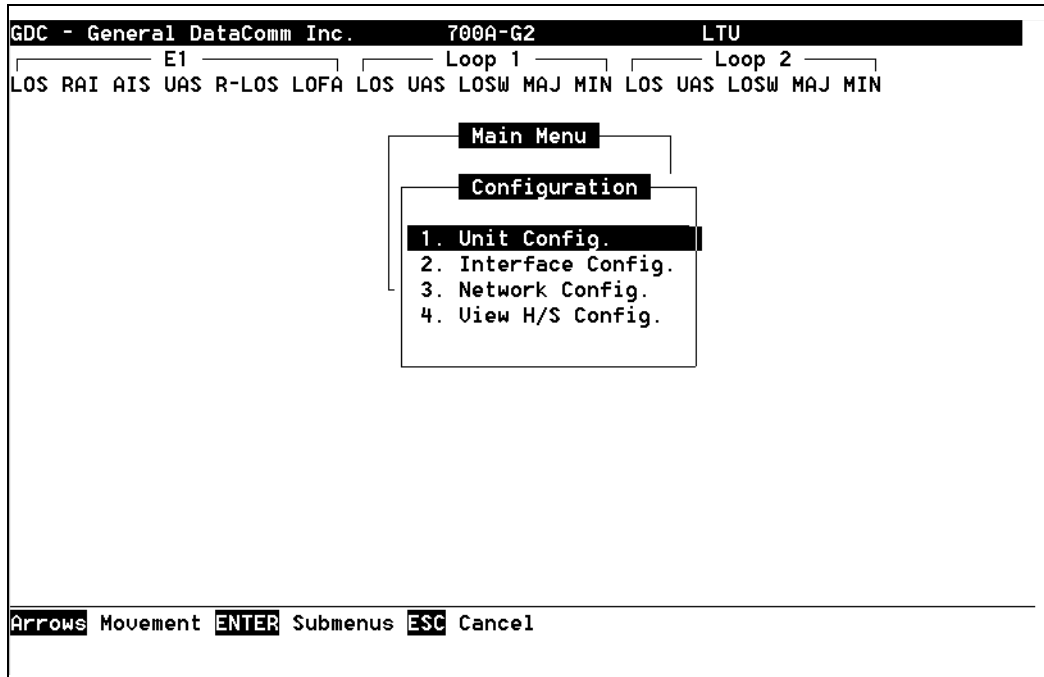 GDC - General DataComm Inc. 700A-G2 LTU
E1 Loop 1 Loop 2
LOS RAI AIS UAS R-LOS LOFA LOS UAS LOSW MAJ MIN LOS UAS LOSW MAJ MIN
Main Menu
Configuration
1. Unit Config.
2. Interface Config.
3. Network Config.
4. View H/S Config.
Arrows Movement ENTER Submenus ESC Cancel